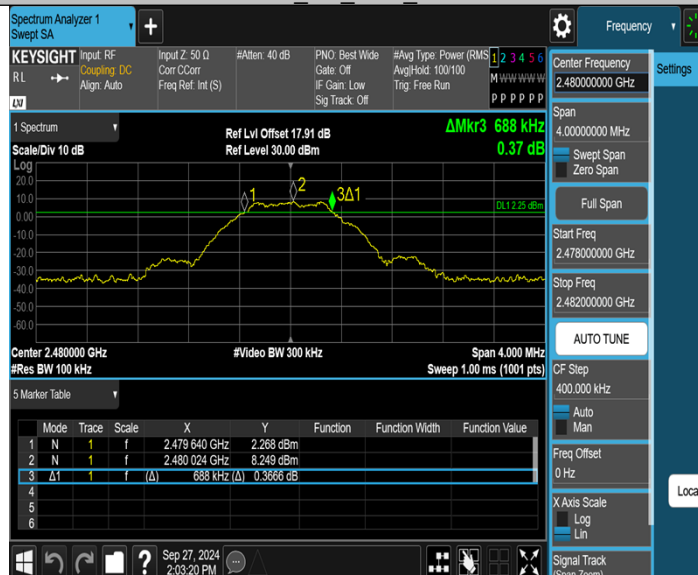 Spectrum Analyzer 1
Swept SA
+
Frequency
KEYSIGHT
RL
LXI
Input: RF
Coupling: DC
Align: Auto
Input Z: 50 Ω
Corr CCorr
Freq Ref: Int (S)
#Atten: 40 dB
PNO: Best Wide
Gate: Off
IF Gain: Low
Sig Track: Off
#Avg Type: Power (RMS
Avg|Hold: 100/100
Trig: Free Run
1 2 3 4 5 6
M W W W W W
P P P P P P
Center Frequency
2.480000000 GHz
Settings
Span
4.00000000 MHz
Swept Span
Zero Span
Full Span
Start Freq
2.478000000 GHz
Stop Freq
2.482000000 GHz
AUTO TUNE
CF Step
400.000 kHz
Auto
Man
Freq Offset
0 Hz
X Axis Scale
Log
Lin
Signal Track
(Span Zoom)
Loca
1 Spectrum
Scale/Div 10 dB
Ref Lvl Offset 17.91 dB
Ref Level 30.00 dBm
ΔMkr3 688 kHz
0.37 dB
Log
20.0
10.0
0.00
-10.0
-20.0
-30.0
-40.0
-50.0
-60.0
1
2
3Δ1
DL1 2.25 dBm
Center 2.480000 GHz
#Video BW 300 kHz
Span 4.000 MHz
#Res BW 100 kHz
Sweep 1.00 ms (1001 pts)
5 Marker Table
Mode Trace Scale X Y Function Function Width Function Value
1 N 1 f 2.479 640 GHz 2.268 dBm
2 N 1 f 2.480 024 GHz 8.249 dBm
3 Δ1 1 f (Δ) 688 kHz (Δ) 0.3666 dB
4
5
6
?
Sep 27, 2024
2:03:20 PM